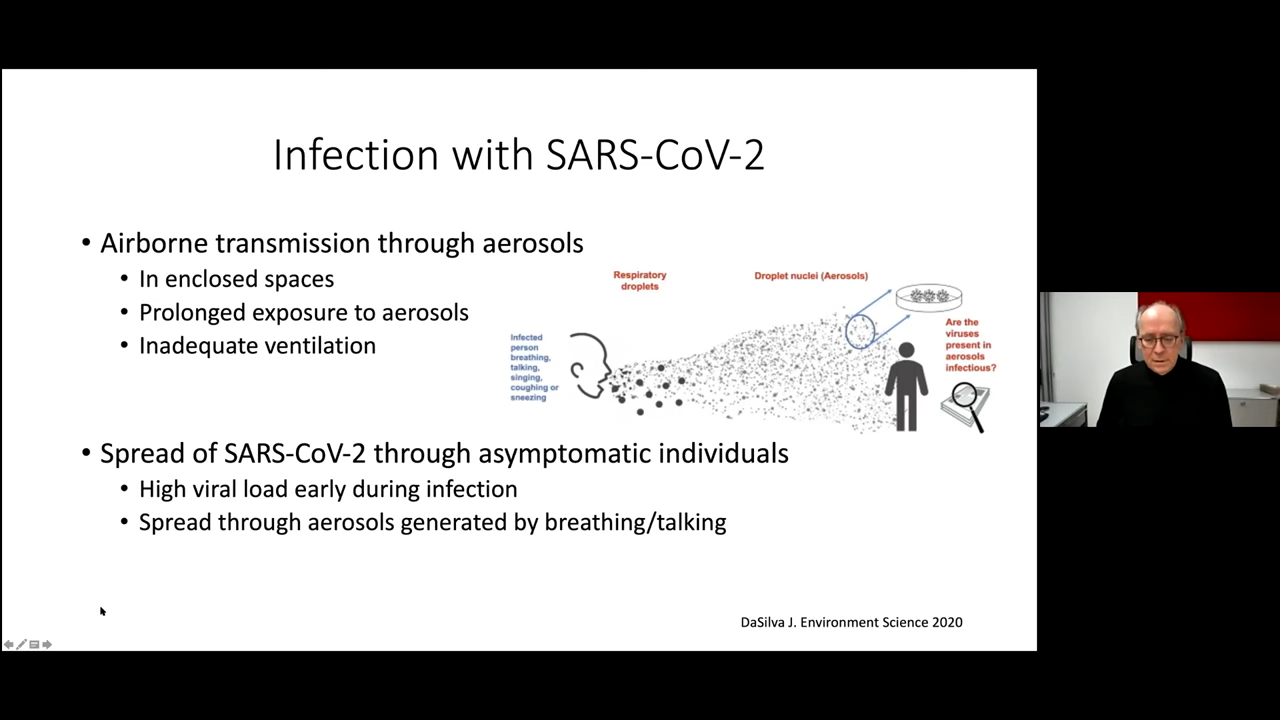 Infection with SARS-CoV-2
• Airborne transmission through aerosols
• In enclosed spaces
• Prolonged exposure to aerosols
• Inadequate ventilation
Respiratory
droplets
Droplet nuclei (Aerosols)
Infected
person
breathing,
talking,
singing,
coughing or
sneezing
Are the
viruses
present in
aerosols
infectious?
• Spread of SARS-CoV-2 through asymptomatic individuals
• High viral load early during infection
• Spread through aerosols generated by breathing/talking
DaSilva J. Environment Science 2020